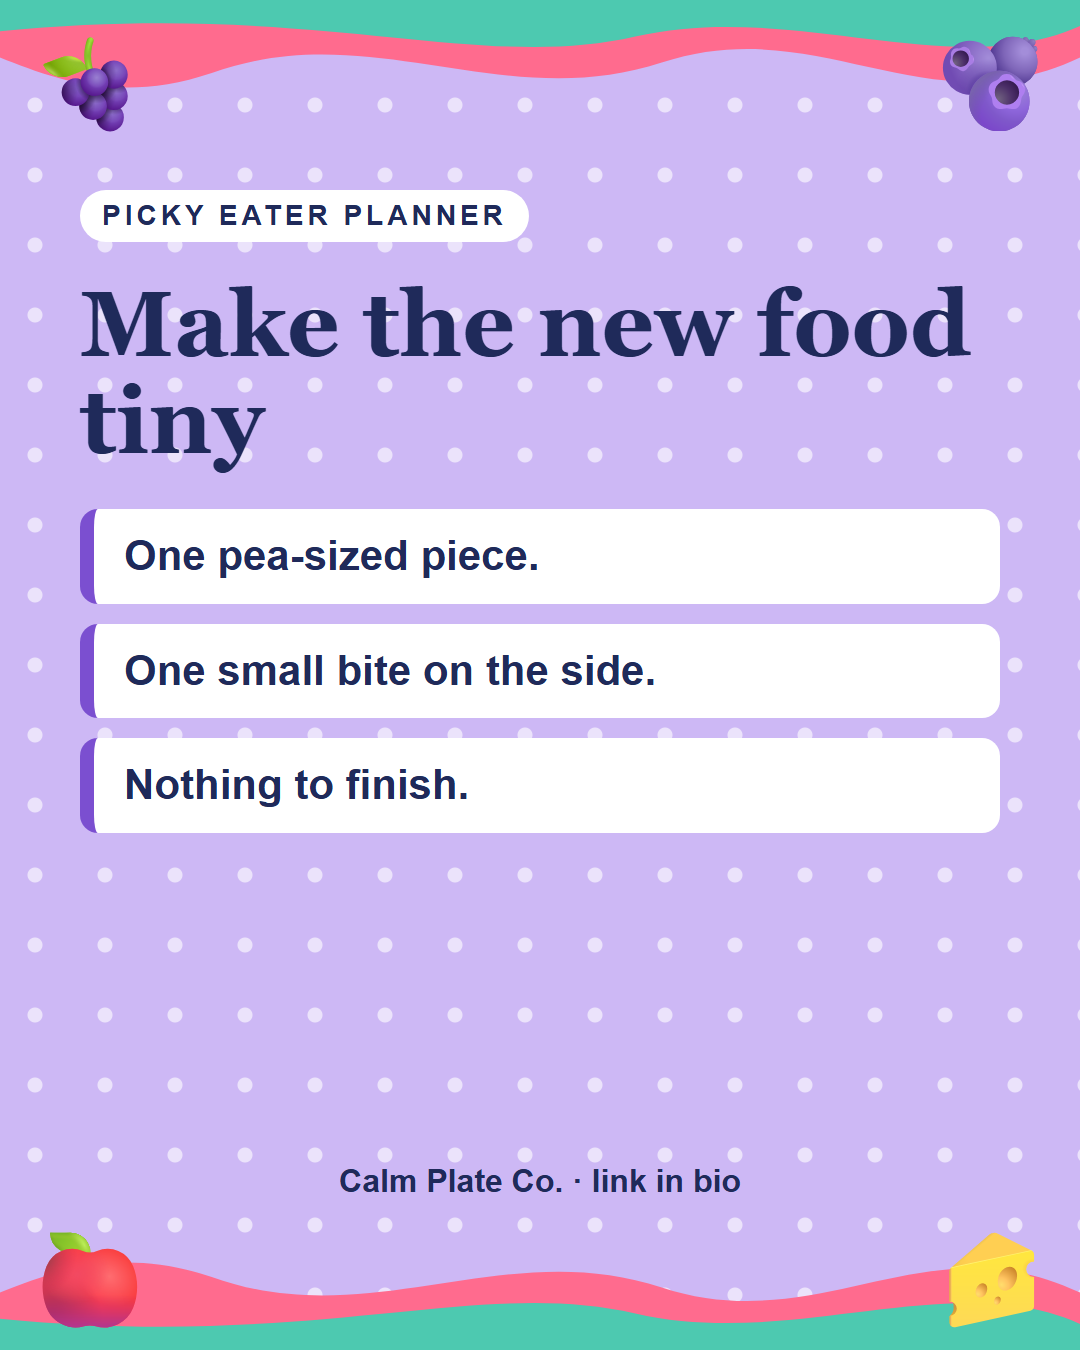 PICKY EATER PLANNER
Make the new food
tiny
One pea-sized piece.
One small bite on the side.
Nothing to finish.
Calm Plate Co. · link in bio